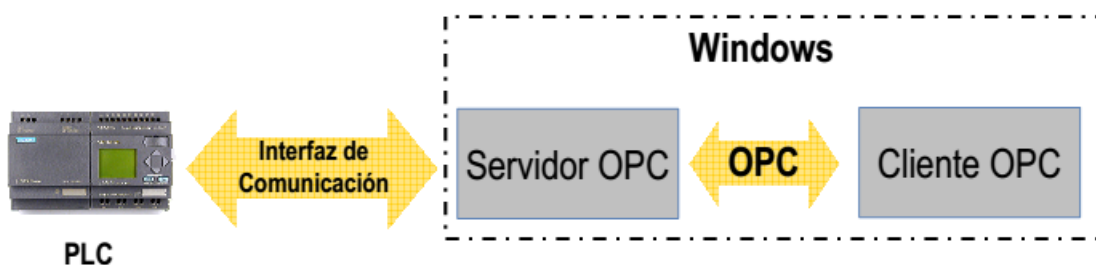 Windows
Interfaz de
Comunicación
Servidor OPC
OPC
Cliente OPC
PLC